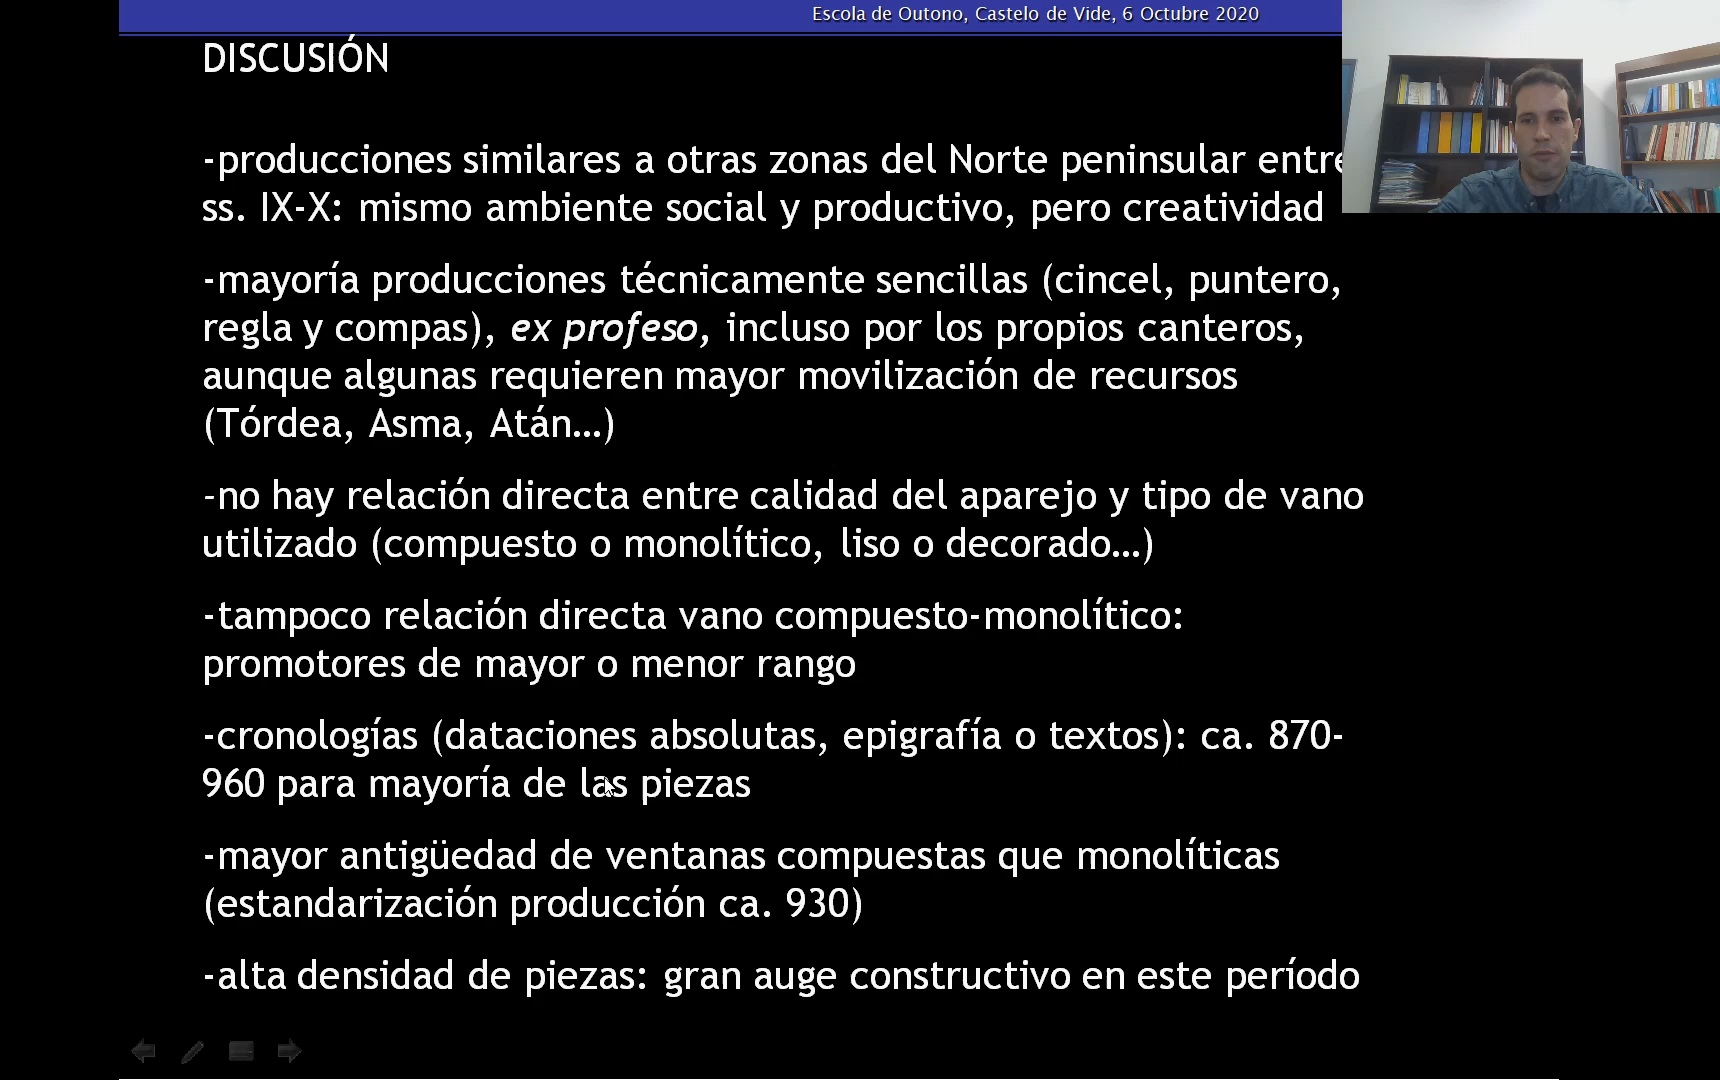 Escola de Outono, Castelo de Vide, 6 Octubre 2020
DISCUSIÓN
-producciones similares a otras zonas del Norte peninsular entre
ss. IX-X: mismo ambiente social y productivo, pero creatividad
-mayoría producciones técnicamente sencillas (cincel, puntero,
regla y compas), ex profeso, incluso por los propios canteros,
aunque algunas requieren mayor movilización de recursos
(Tórdea, Asma, Atán…)
-no hay relación directa entre calidad del aparejo y tipo de vano
utilizado (compuesto o monolítico, liso o decorado…)
-tampoco relación directa vano compuesto-monolítico:
promotores de mayor o menor rango
-cronologías (dataciones absolutas, epigrafía o textos): ca. 870-
960 para mayoría de las piezas
-mayor antigüedad de ventanas compuestas que monolíticas
(estandarización producción ca. 930)
-alta densidad de piezas: gran auge constructivo en este período